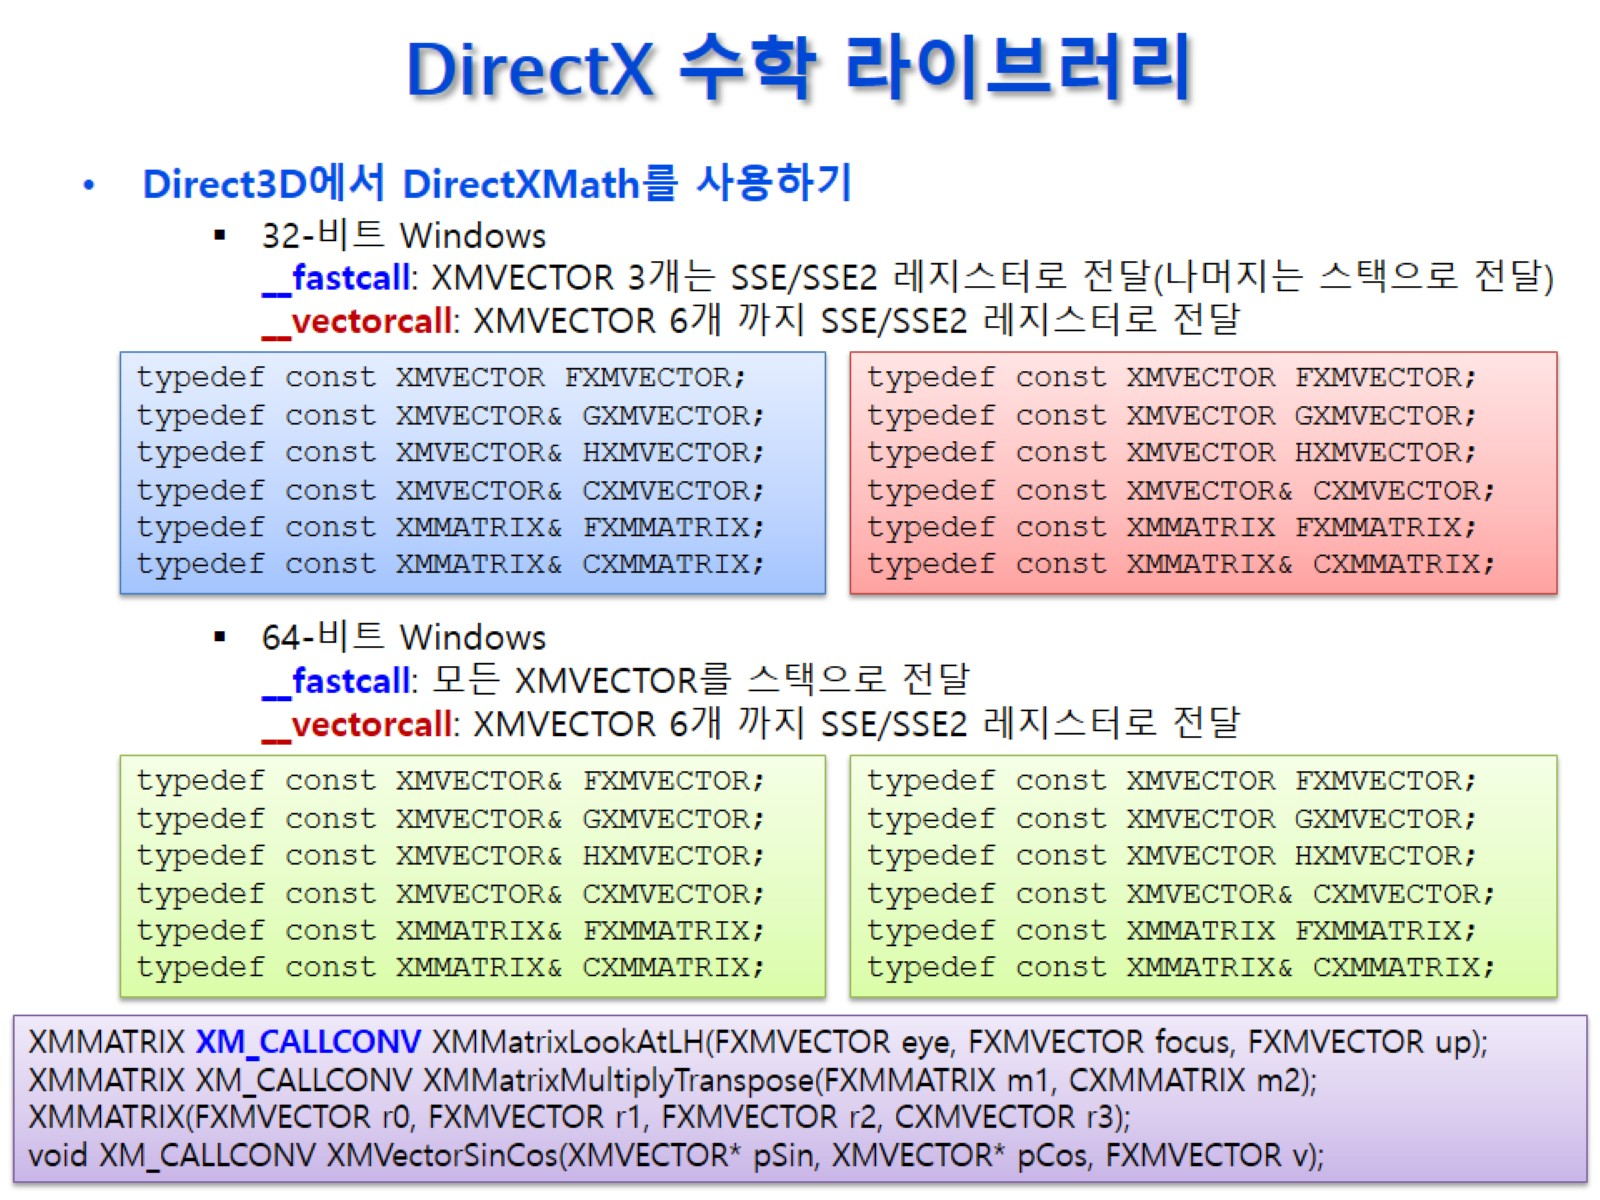 DirectX 수학 라이브러리
• Direct3D에서 DirectXMath를 사용하기
▪ 32-비트 Windows
__fastcall: XMVECTOR 3개는 SSE/SSE2 레지스터로 전달(나머지는 스택으로 전달)
__vectorcall: XMVECTOR 6개 까지 SSE/SSE2 레지스터로 전달
typedef const XMVECTOR FXMVECTOR;
typedef const XMVECTOR& GXMVECTOR;
typedef const XMVECTOR& HXMVECTOR;
typedef const XMVECTOR& CXMVECTOR;
typedef const XMMATRIX& FXMMATRIX;
typedef const XMMATRIX& CXMMATRIX;
typedef const XMVECTOR FXMVECTOR;
typedef const XMVECTOR GXMVECTOR;
typedef const XMVECTOR HXMVECTOR;
typedef const XMVECTOR& CXMVECTOR;
typedef const XMMATRIX FXMMATRIX;
typedef const XMMATRIX& CXMMATRIX;
▪ 64-비트 Windows
__fastcall: 모든 XMVECTOR를 스택으로 전달
__vectorcall: XMVECTOR 6개 까지 SSE/SSE2 레지스터로 전달
typedef const XMVECTOR& FXMVECTOR;
typedef const XMVECTOR& GXMVECTOR;
typedef const XMVECTOR& HXMVECTOR;
typedef const XMVECTOR& CXMVECTOR;
typedef const XMMATRIX& FXMMATRIX;
typedef const XMMATRIX& CXMMATRIX;
typedef const XMVECTOR FXMVECTOR;
typedef const XMVECTOR GXMVECTOR;
typedef const XMVECTOR HXMVECTOR;
typedef const XMVECTOR& CXMVECTOR;
typedef const XMMATRIX FXMMATRIX;
typedef const XMMATRIX& CXMMATRIX;
XMMATRIX XM_CALLCONV XMMatrixLookAtLH(FXMVECTOR eye, FXMVECTOR focus, FXMVECTOR up);
XMMATRIX XM_CALLCONV XMMatrixMultiplyTranspose(FXMMATRIX m1, CXMMATRIX m2);
XMMATRIX(FXMVECTOR r0, FXMVECTOR r1, FXMVECTOR r2, CXMVECTOR r3);
void XM_CALLCONV XMVectorSinCos(XMVECTOR* pSin, XMVECTOR* pCos, FXMVECTOR v);